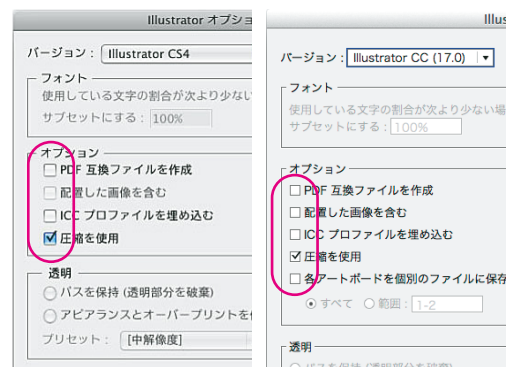 Illustrator オプショ
バージョン： Illustrator CS4
フォント
使用している文字の割合が次より少ない
サブセットにする： 100%
オプション
PDF 互換ファイルを作成
配置した画像を含む
ICC プロファイルを埋め込む
圧縮を使用
透明
パスを保持 (透明部分を破棄)
アピアランスとオーバープリントを
プリセット： [中解像度]
Illus
バージョン： Illustrator CC (17.0)
フォント
使用している文字の割合が次より少ない場
サブセットにする： 100%
オプション
PDF 互換ファイルを作成
配置した画像を含む
ICC プロファイルを埋め込む
圧縮を使用
各アートボードを個別のファイルに保存
すべて 範囲： 1-2
透明
パスを保持 (透明部分を破棄)